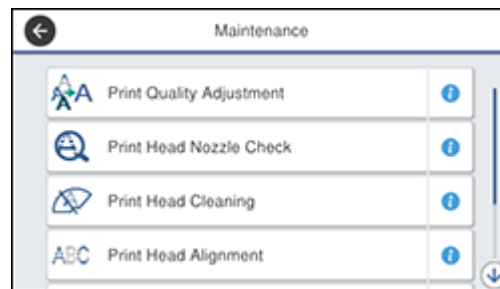 Maintenance
Print Quality Adjustment
Print Head Nozzle Check
Print Head Cleaning
ABC Print Head Alignment